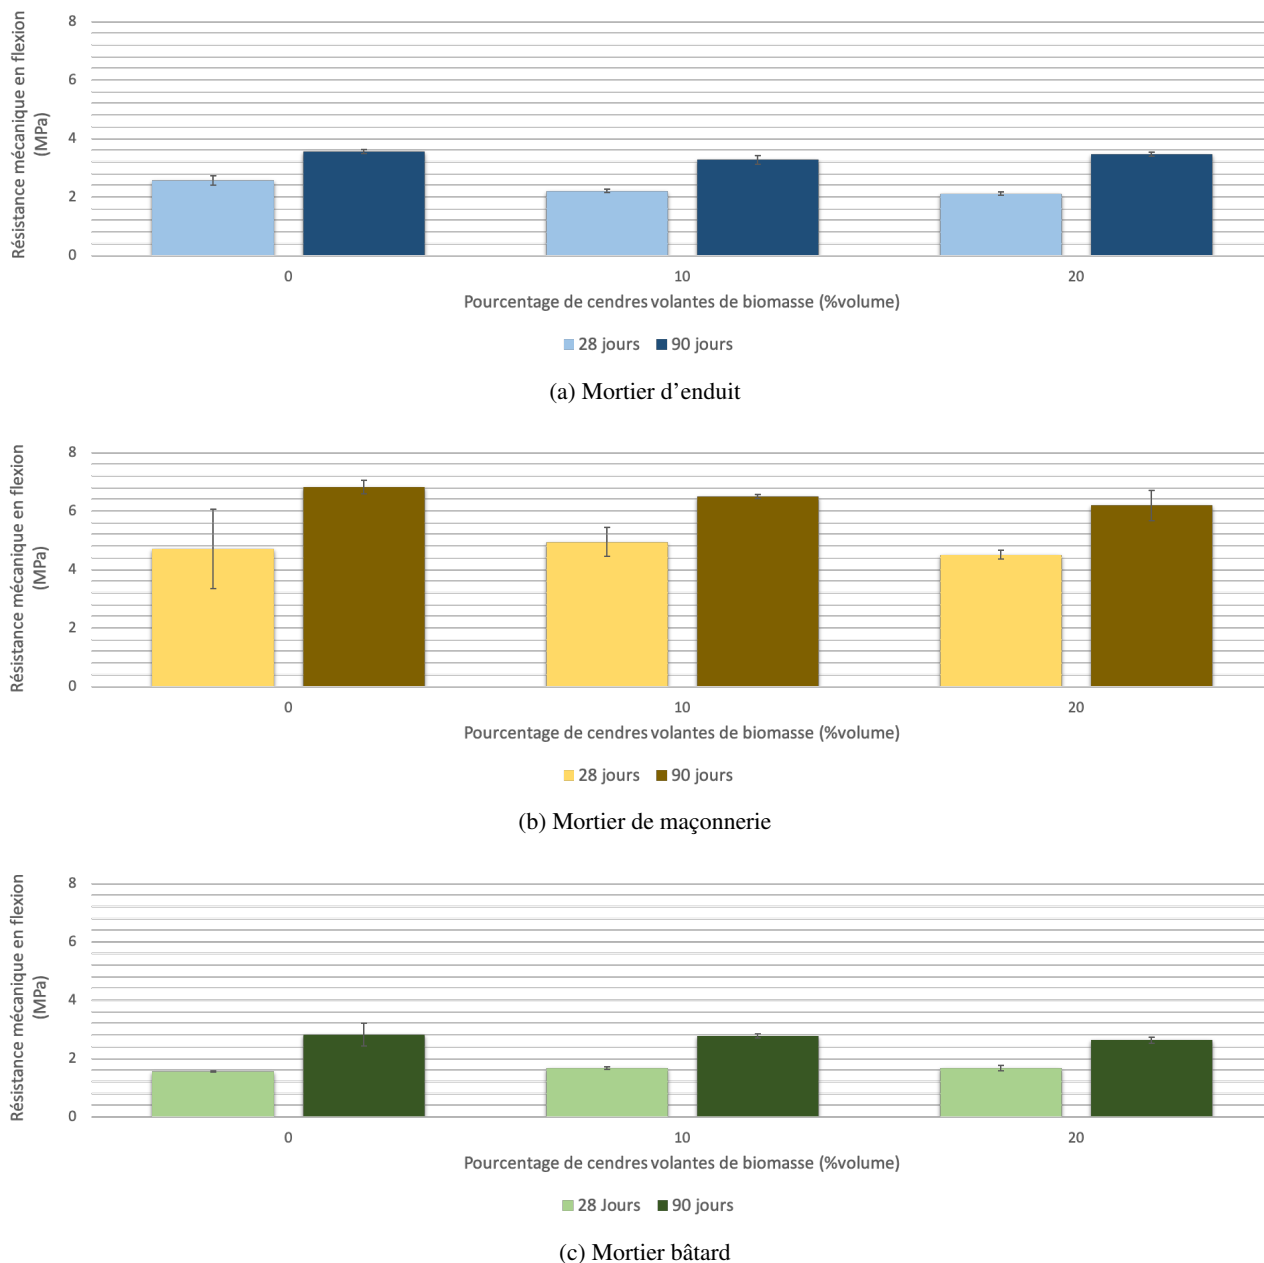 Résistance mécanique en flexion
(MPa)
8
6
4
2
0
0 10 20
Pourcentage de cendres volantes de biomasse (%volume)
28 jours 90 jours
(a) Mortier d’enduit
Résistance mécanique en flexion
(MPa)
8
6
4
2
0
0 10 20
Pourcentage de cendres volantes de biomasse (%volume)
28 jours 90 jours
(b) Mortier de maçonnerie
Résistance mécanique en flexion
(MPa)
8
6
4
2
0
0 10 20
Pourcentage de cendres volantes de biomasse (%volume)
28 Jours 90 jours
(c) Mortier bâtard